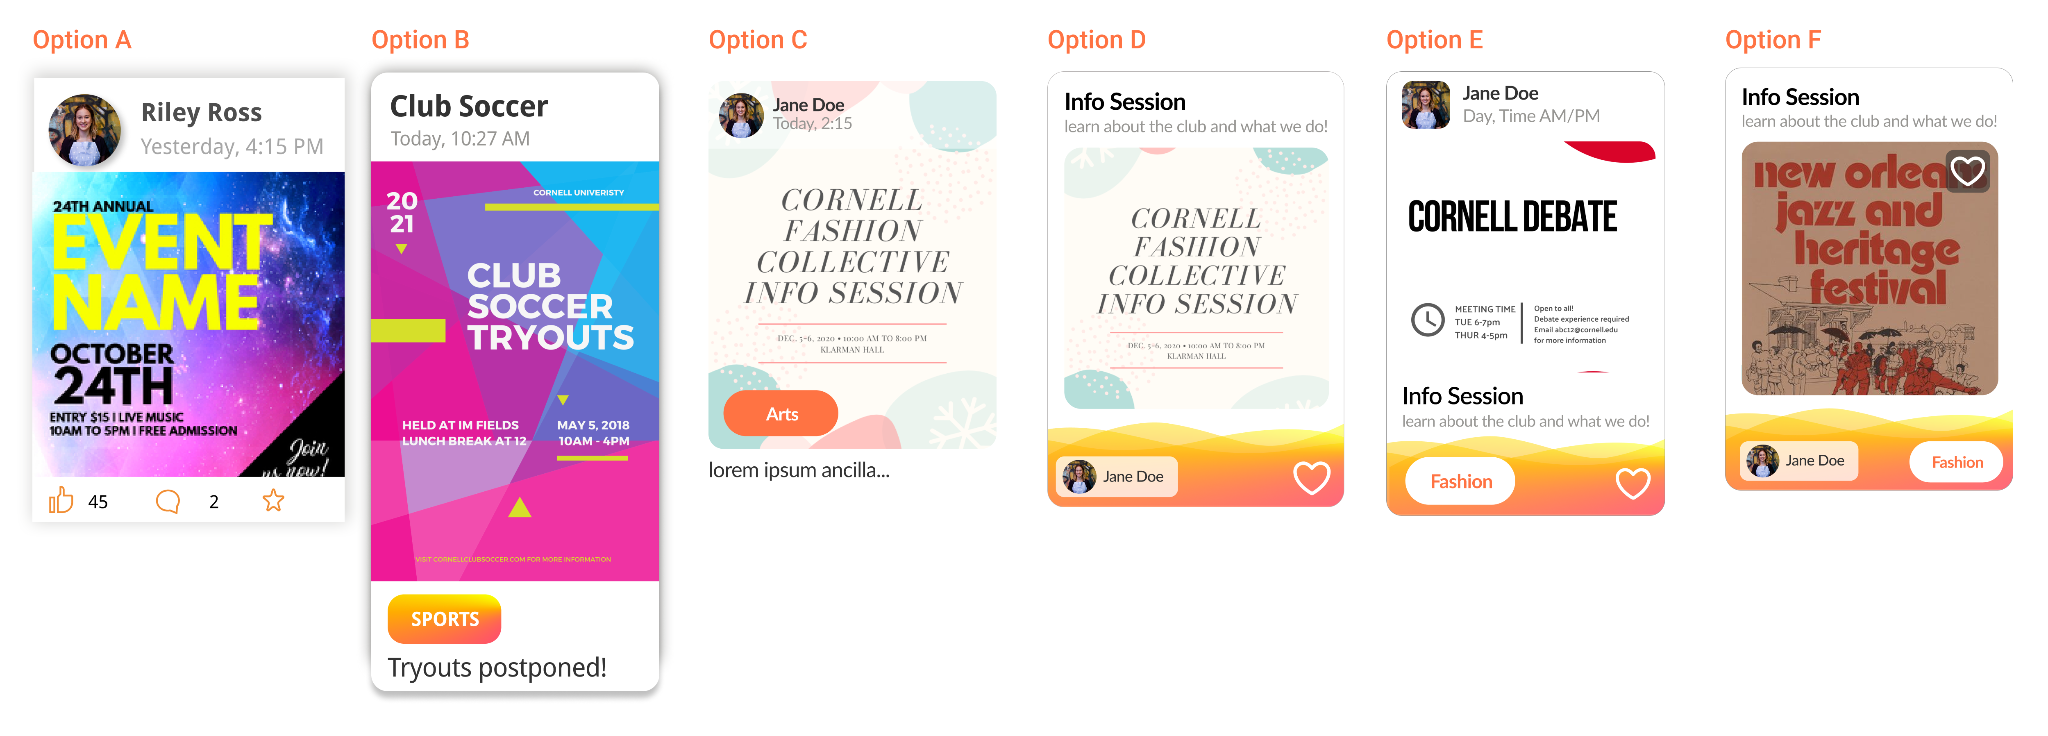 Option A
Riley Ross
Yesterday, 4:15 PM
24TH ANNUAL
EVENT
NAME
OCTOBER
24TH
ENTRY $15 | LIVE MUSIC
10AM TO 5PM | FREE ADMISSION
Join
us now!
45
2
Option B
Club Soccer
Today, 10:27 AM
20
21
CORNELL UNIVERISTY
CLUB
SOCCER
TRYOUTS
HELD AT IM FIELDS
LUNCH BREAK AT 12
MAY 5, 2018
10AM - 4PM
VISIT CORNELLCLUBSOCCER.COM FOR MORE INFORMATION
SPORTS
Tryouts postponed!
Option C
Jane Doe
Today, 2:15
CORNELL
FASHION
COLLECTIVE
INFO SESSION
DEC. 5-6, 2020 • 10:00 AM TO 8:00 PM
KLARMAN HALL
Arts
lorem ipsum ancilla...
Option D
Info Session
learn about the club and what we do!
CORNELL
FASHION
COLLECTIVE
INFO SESSION
DEC. 5-6, 2020 • 10:00 AM TO 8:00 PM
KLARMAN HALL
Jane Doe
Option E
Jane Doe
Day, Time AM/PM
CORNELL DEBATE
MEETING TIME
TUE 6-7pm
THUR 4-5pm
Open to all!
Debate experience required
Email abc12@cornell.edu
for more information
Info Session
learn about the club and what we do!
Fashion
Option F
Info Session
learn about the club and what we do!
new orleans
jazz and
heritage
festival
Jane Doe
Fashion